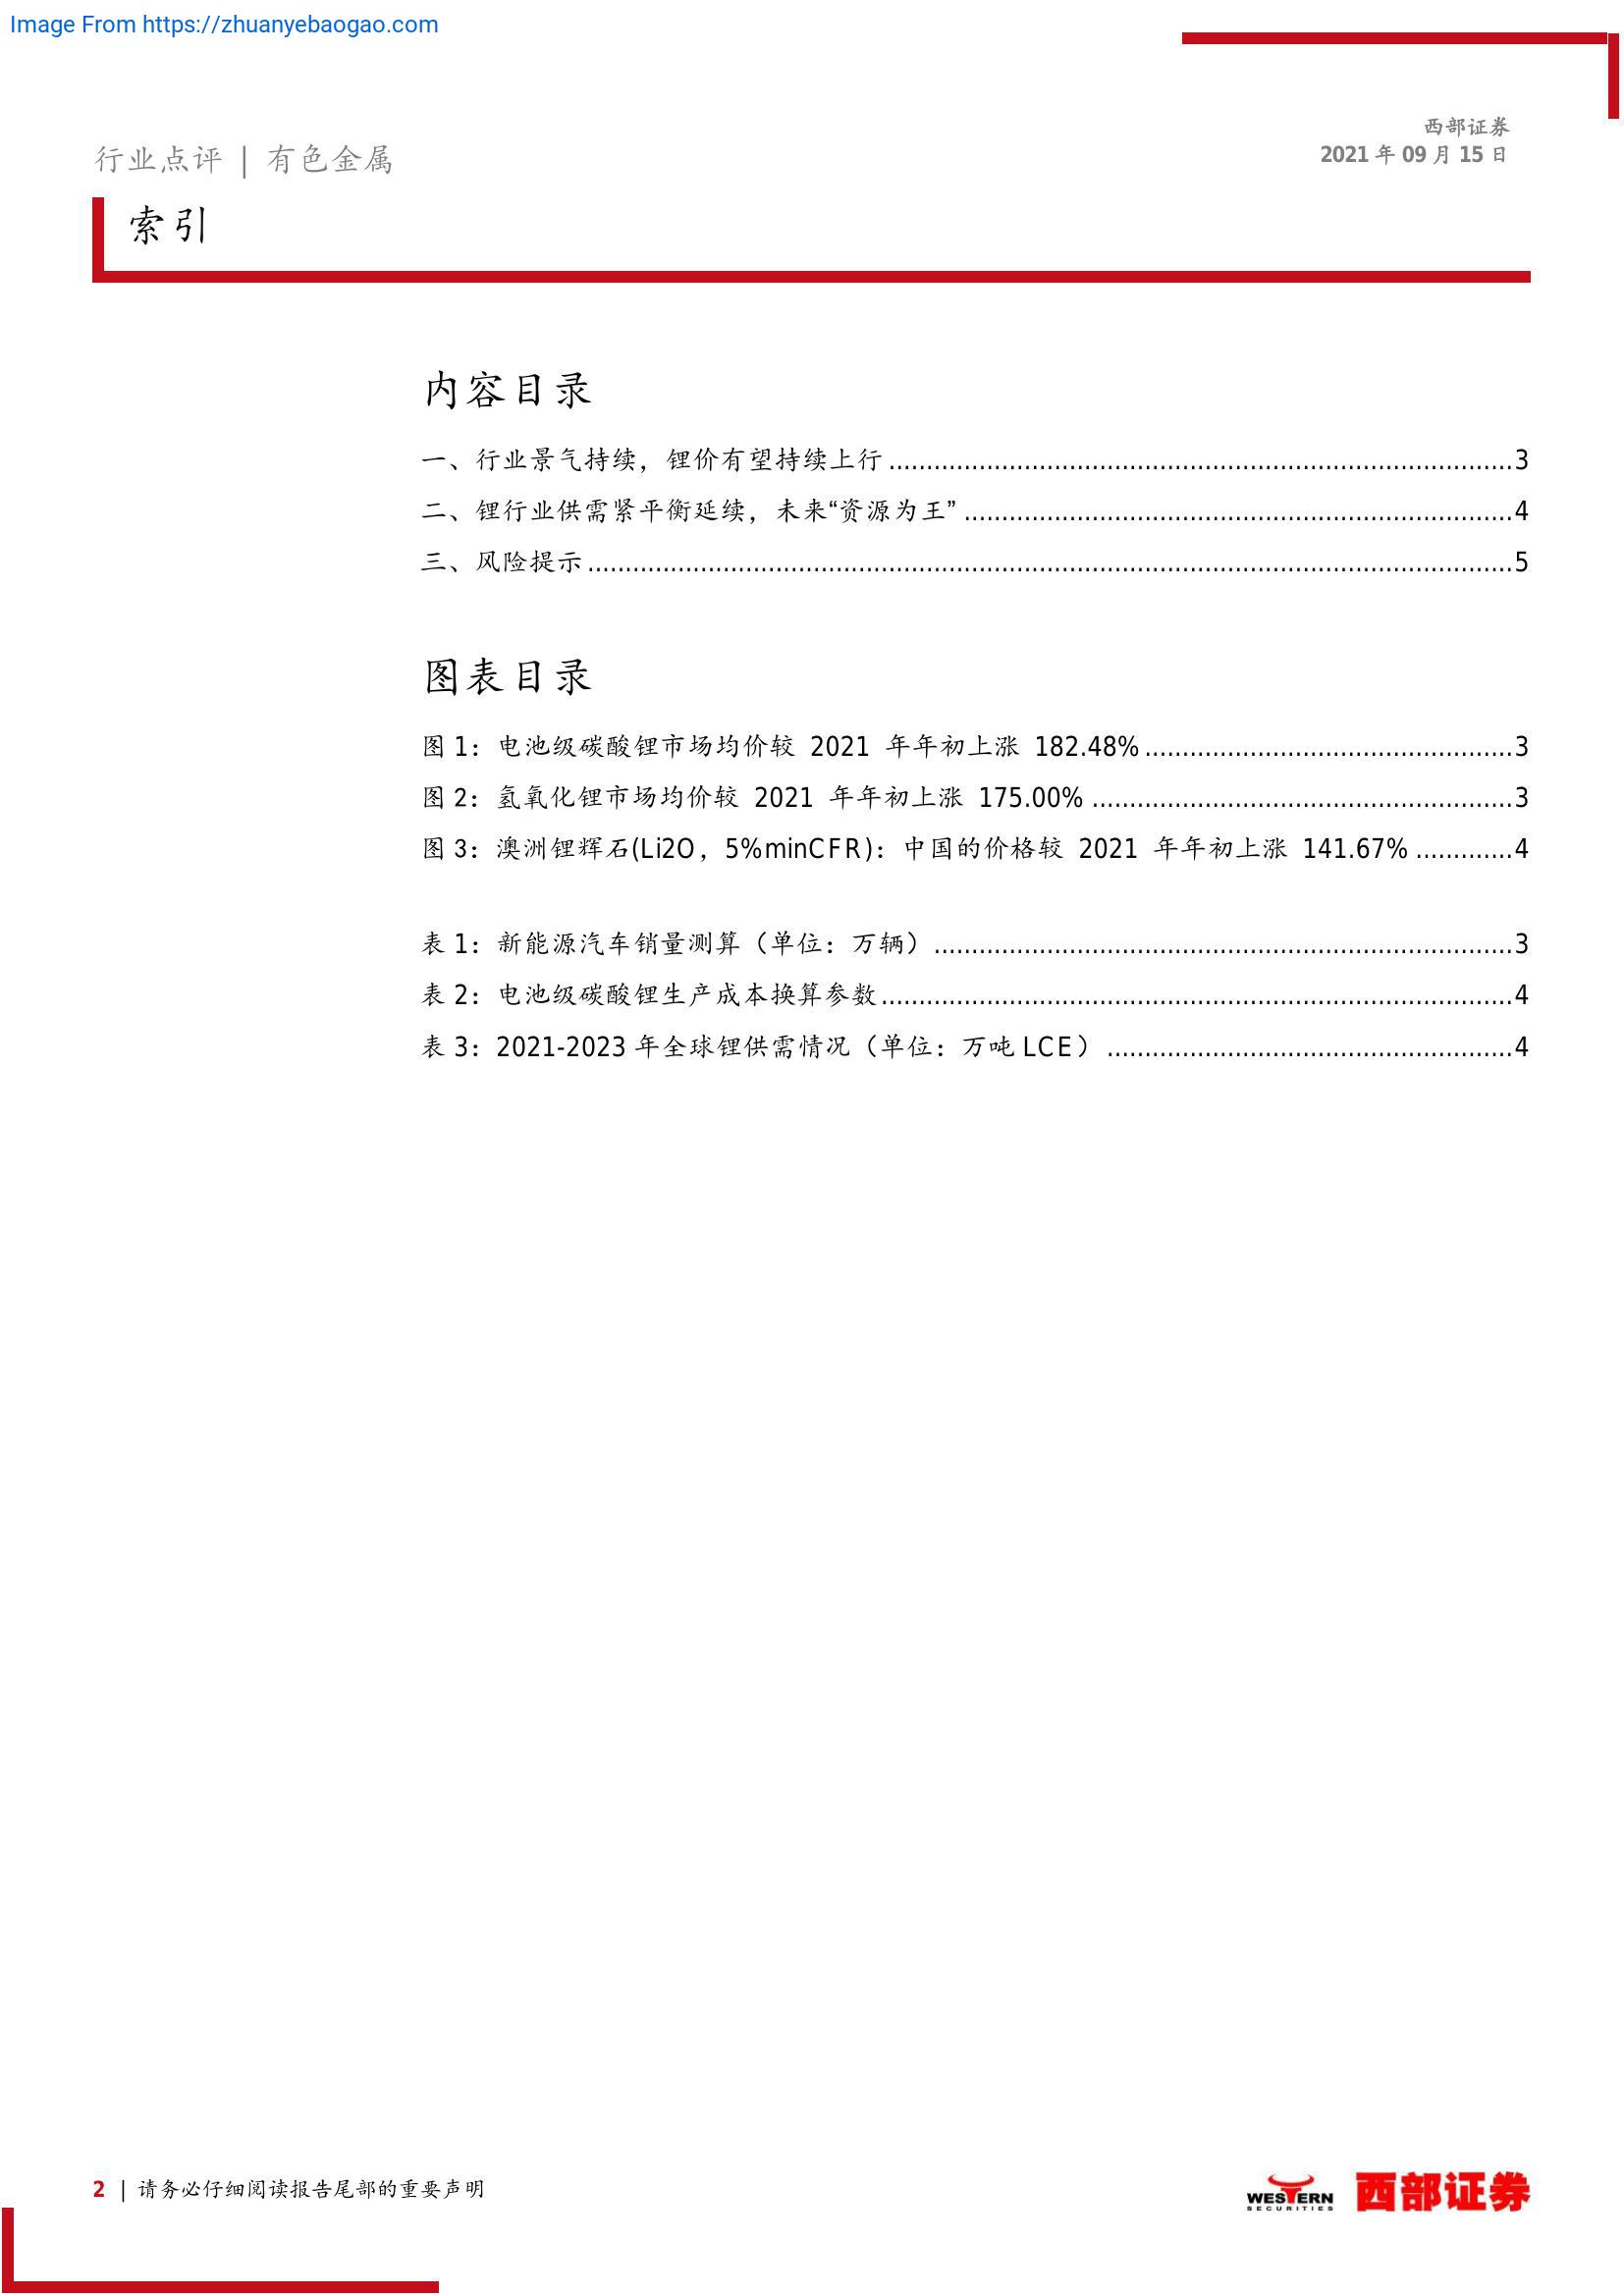 Image From https://zhuanyebaogao.com
西部证券
2021 年 09 月 15 日
行业点评 | 有色金属
索引
内容目录
一、行业景气持续，锂价有望持续上行 ................................................................................... 3
二、锂行业供需紧平衡延续，未来“资源为王” ......................................................................... 4
三、风险提示 ........................................................................................................................... 5
图表目录
图 1：电池级碳酸锂市场均价较 2021 年年初上涨 182.48% ................................................. 3
图 2：氢氧化锂市场均价较 2021 年年初上涨 175.00% ........................................................ 3
图 3：澳洲锂辉石(Li2O，5%minCFR)：中国的价格较 2021 年年初上涨 141.67% ............. 4
表 1：新能源汽车销量测算（单位：万辆） ............................................................................. 3
表 2：电池级碳酸锂生产成本换算参数 .................................................................................... 4
表 3：2021-2023 年全球锂供需情况（单位：万吨 LCE） ...................................................... 4
2 | 请务必仔细阅读报告尾部的重要声明
WESTERN
SECURITIES
西部证券